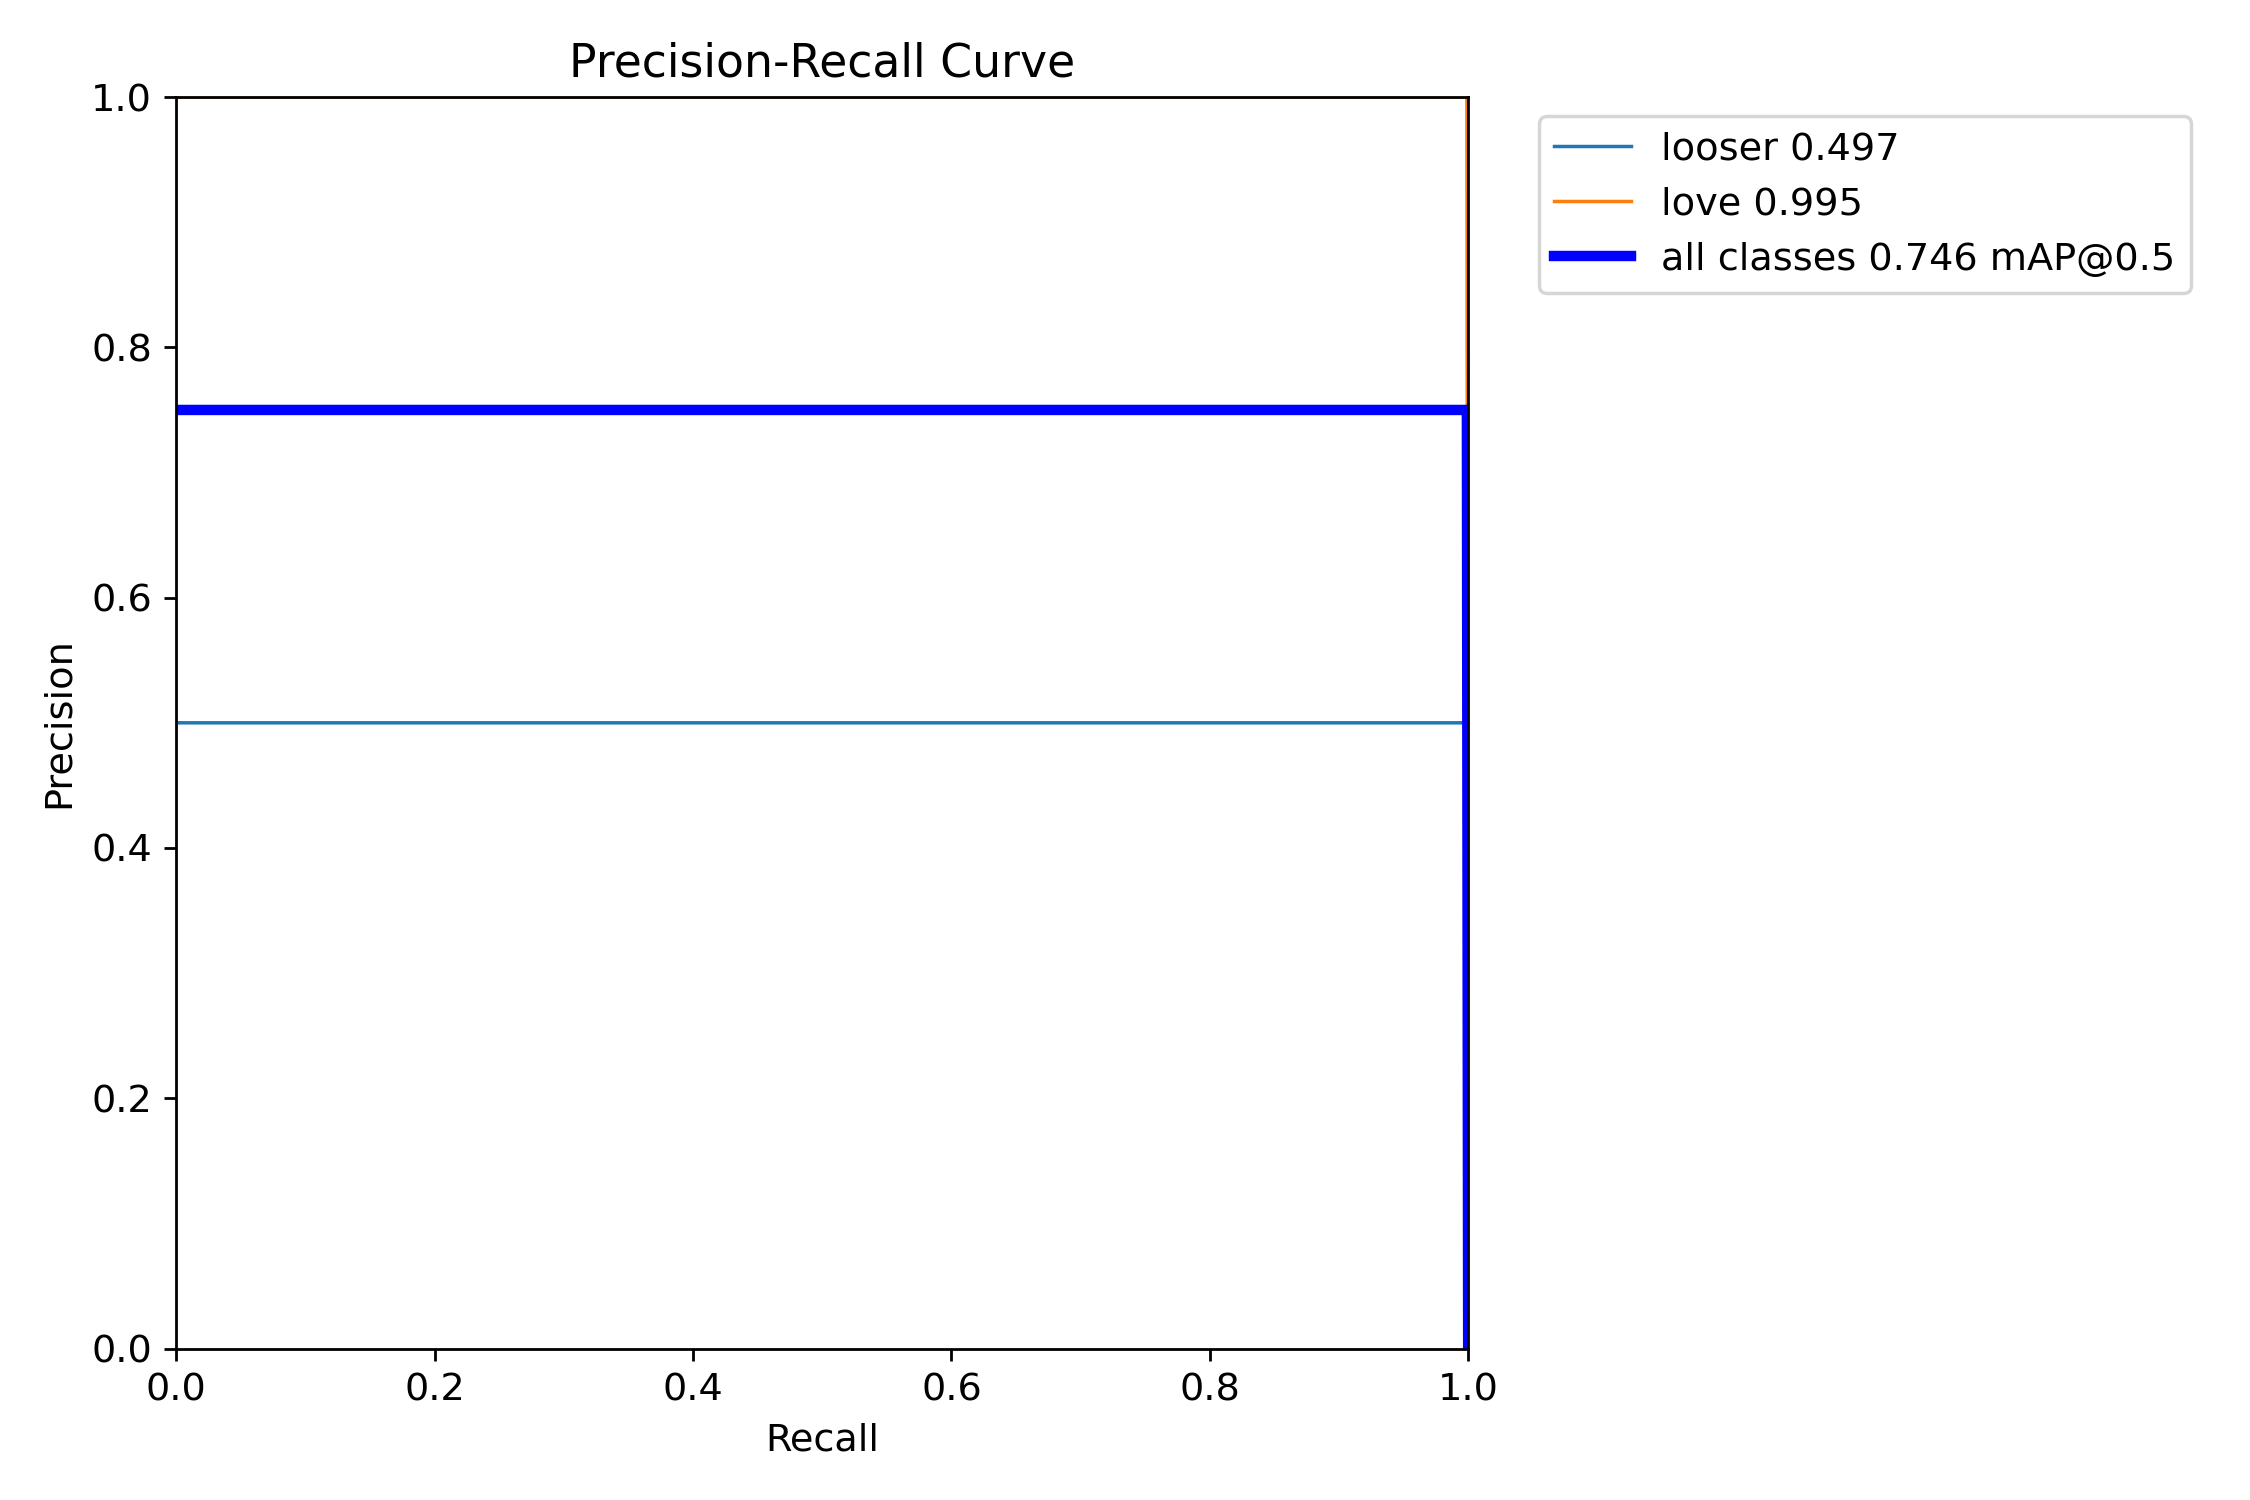 Precision-Recall Curve
1.0
0.8
0.6
0.4
0.2
0.0
Precision
0.0 0.2 0.4 0.6 0.8 1.0
Recall
looser 0.497
love 0.995
all classes 0.746 mAP@0.5